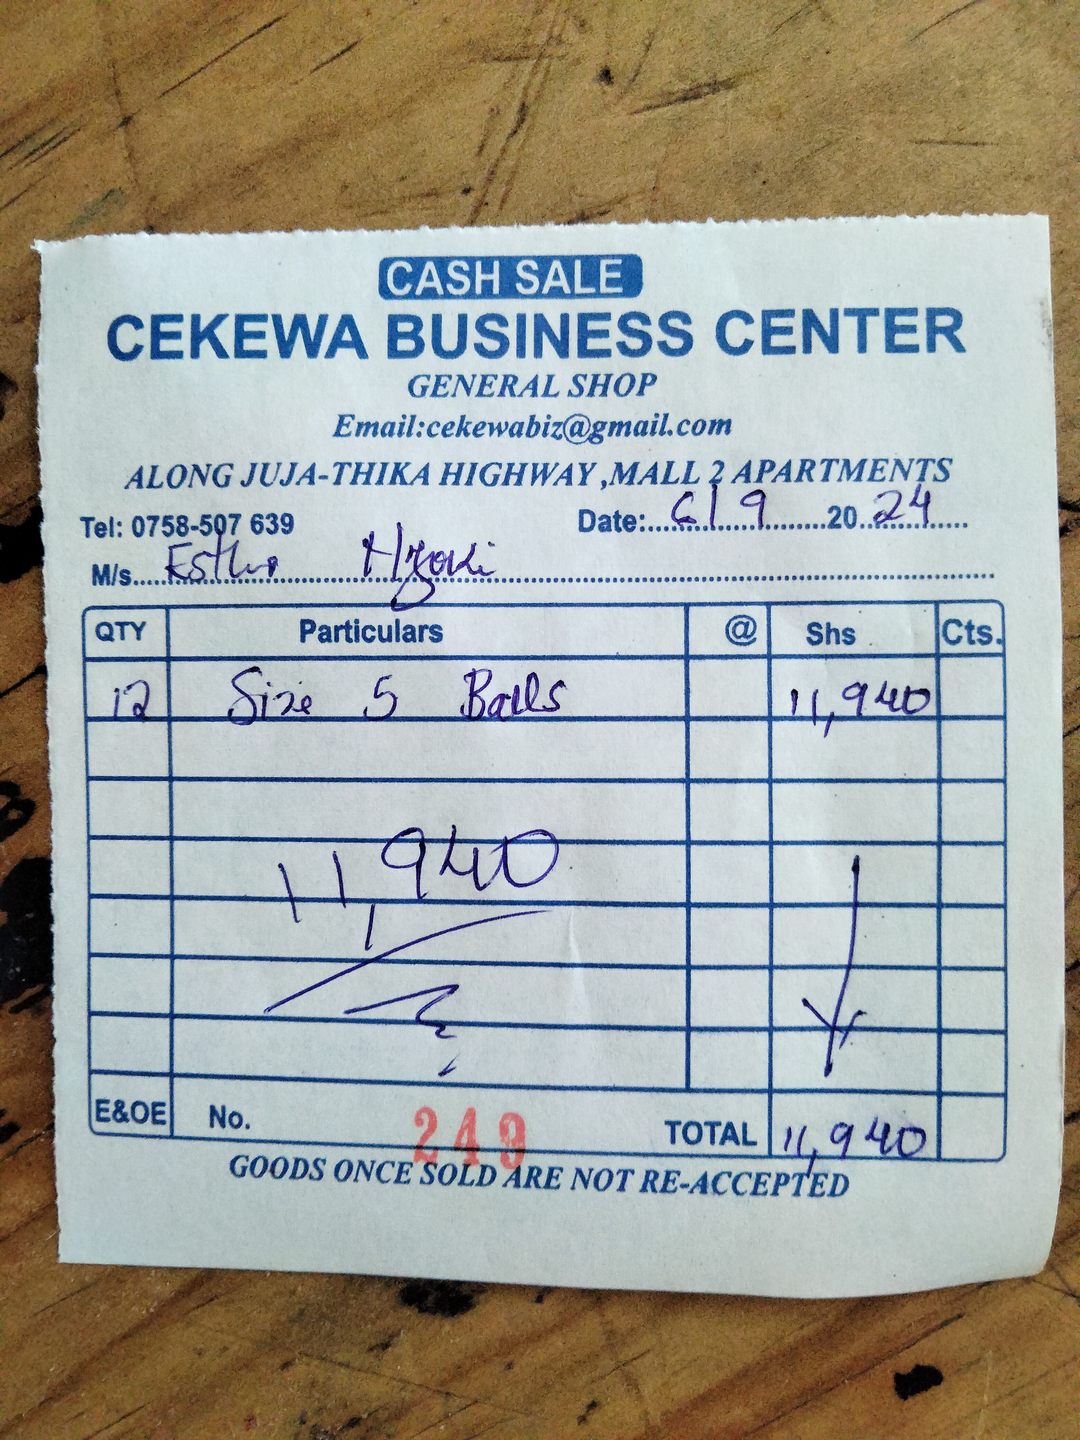 CASH SALE
CEKEWA BUSINESS CENTER
GENERAL SHOP
Email:cekewabiz@gmail.com
ALONG JUJA-THIKA HIGHWAY ,MALL 2 APARTMENTS
Tel: 0758-507 639 Date:....6/9....20..24....
M/s....
QTY Particulars @ Shs Cts.
12 Size 5 Balls 11,940
11,940
E&OE No. 249 TOTAL 11,940
GOODS ONCE SOLD ARE NOT RE-ACCEPTED